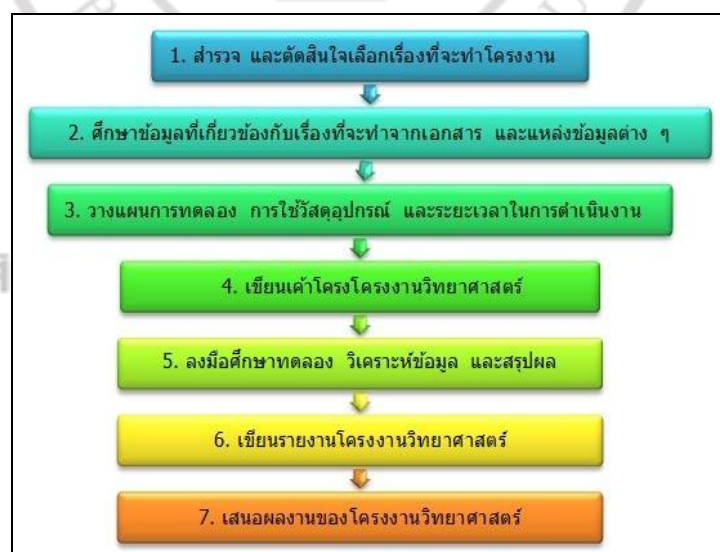 1. สำรวจ และตัดสินใจเลือกเรื่องที่จะทำโครงงาน
2. ศึกษาข้อมูลที่เกี่ยวข้องกับเรื่องที่จะทำจากเอกสาร และแหล่งข้อมูลต่าง ๆ
3. วางแผนการทดลอง การใช้วัสดุอุปกรณ์ และระยะเวลาในการดำเนินงาน
4. เขียนเค้าโครงโครงงานวิทยาศาสตร์
5. ลงมือศึกษาทดลอง วิเคราะห์ข้อมูล และสรุปผล
6. เขียนรายงานโครงงานวิทยาศาสตร์
7. เสนอผลงานของโครงงานวิทยาศาสตร์